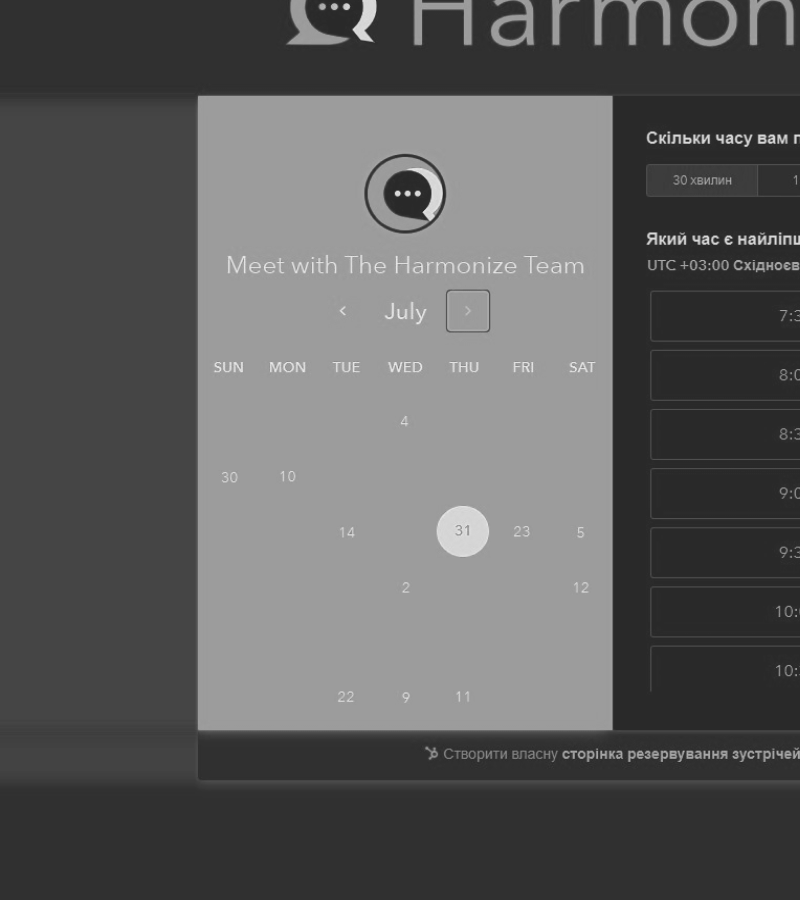 Harmon
Meet with The Harmonize Team
July
SUN MON TUE WED THU FRI SAT
4
30 10
14 31 23 5
2 12
22 9 11
Скільки часу вам
30 хвилин 1
Який час є найліпш
UTC +03:00 Східноєв
7:3
8:0
8:3
9:0
9:3
10:
10:
Створити власну сторінка резервування зустрічей